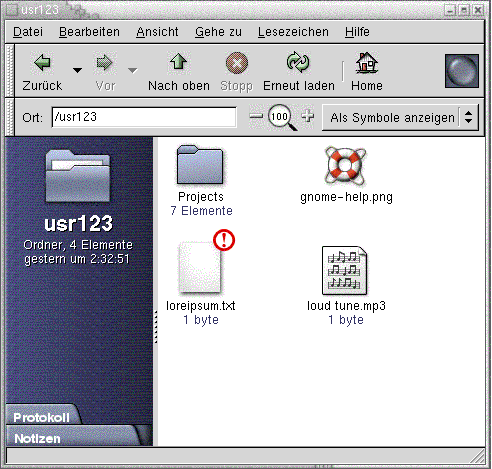 usr123
Datei Bearbeiten Ansicht Gehe zu Lesezeichen Hilfe
Zurück Vor Nach oben Stopp Erneut laden Home
Ort: /usr123 100 Als Symbole anzeigen
usr123
Ordner, 4 Elemente
gestern um 2:32:51
Projects
7 Elemente
gnome-help.png
loreipsum.txt
1 byte
loud tune.mp3
1 byte
Protokoll
Notizen